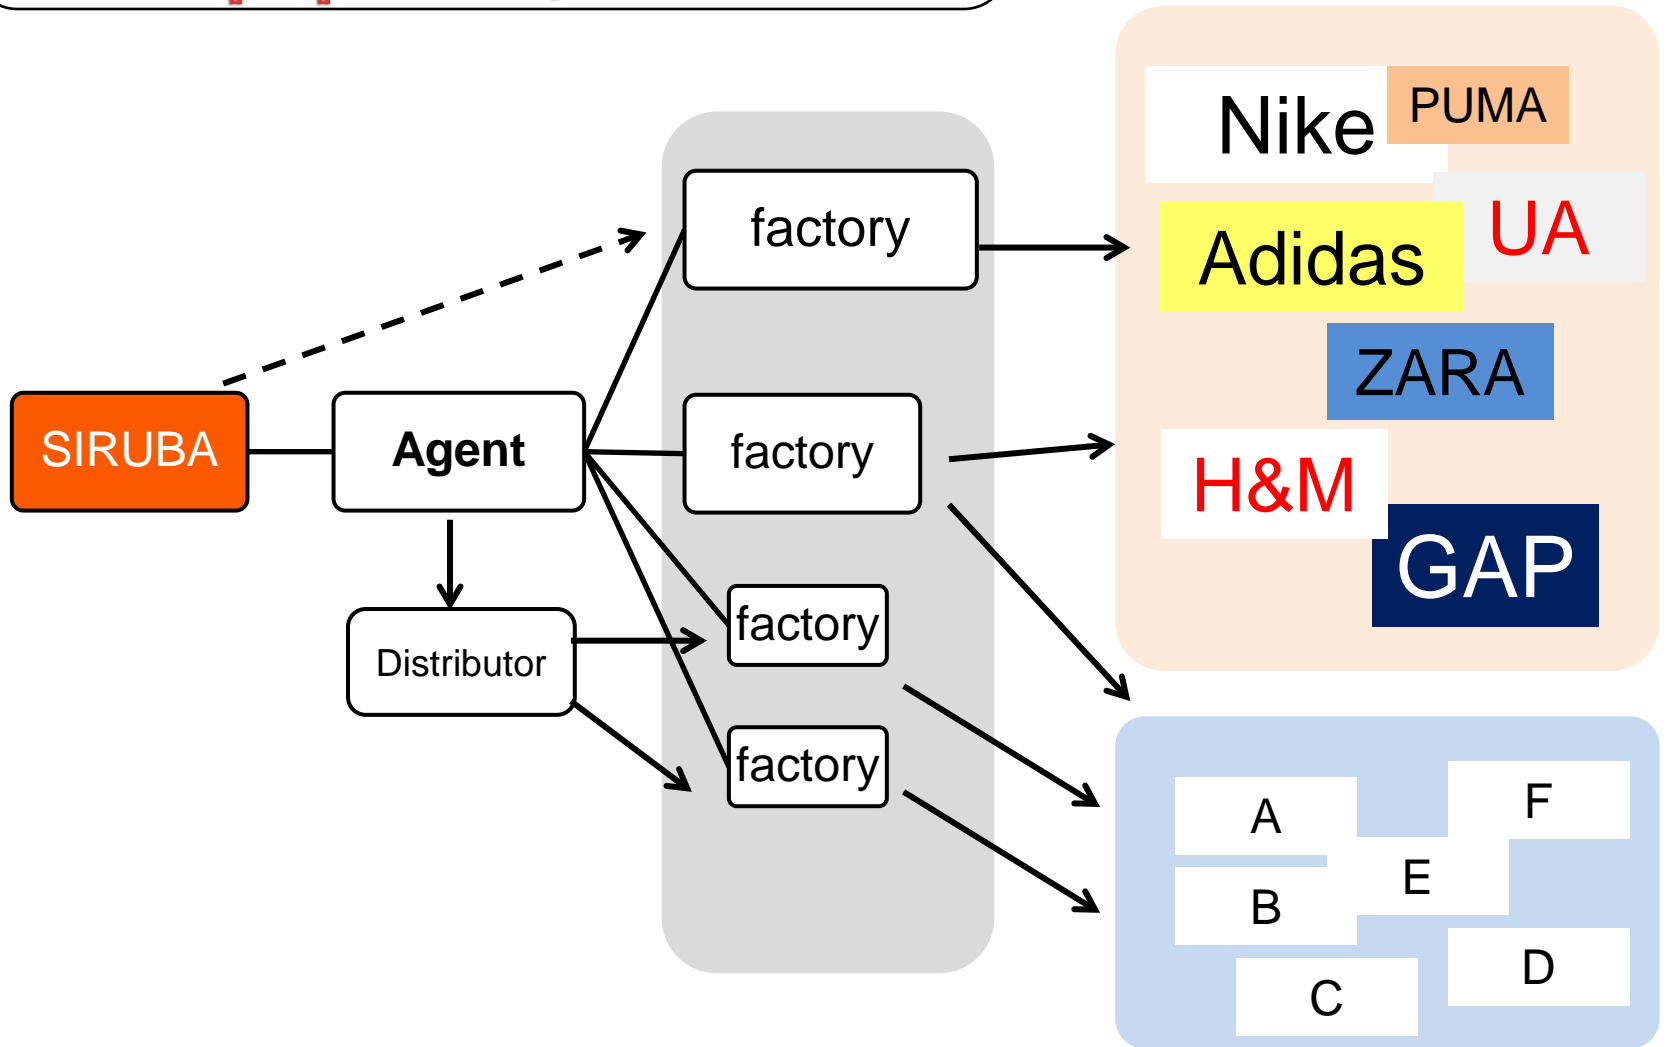 Nike
PUMA
factory
UA
Adidas
ZARA
SIRUBA
Agent
factory
H&M
GAP
factory
Distributor
factory
A
F
E
B
D
C